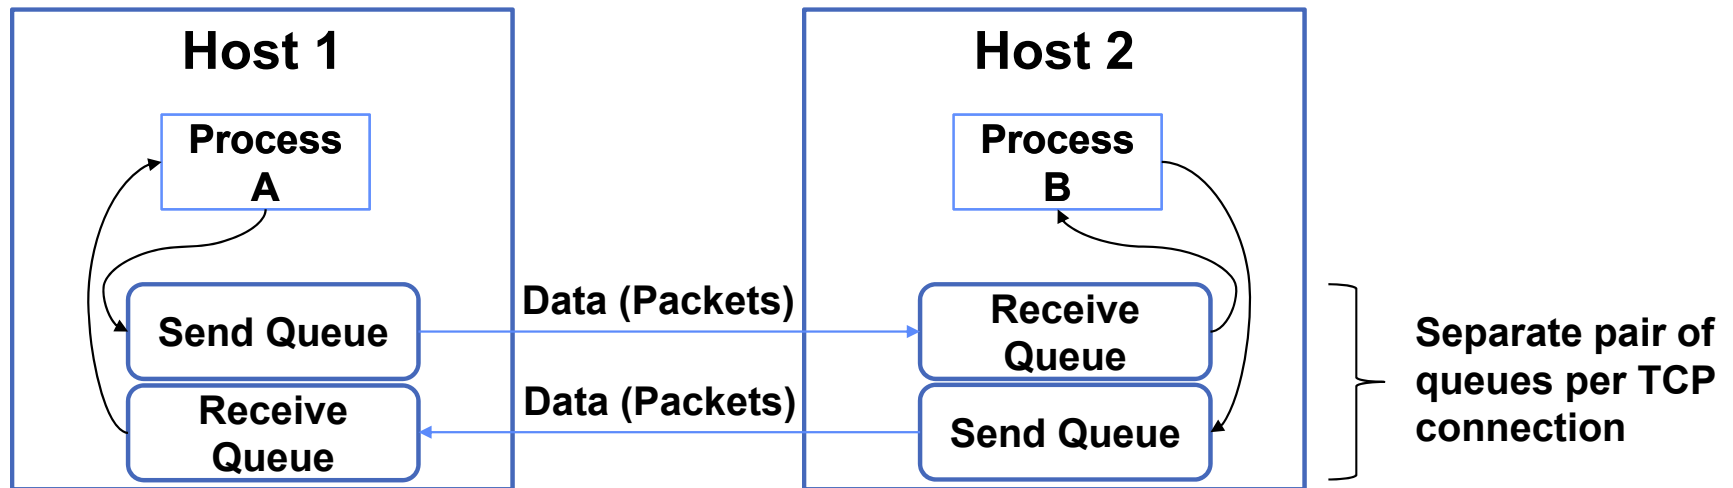 Host 1
Host 2
Process
A
Process
B
Data (Packets)
Send Queue
Receive
Queue
Data (Packets)
Receive
Queue
Send Queue
Separate pair of
queues per TCP
connection